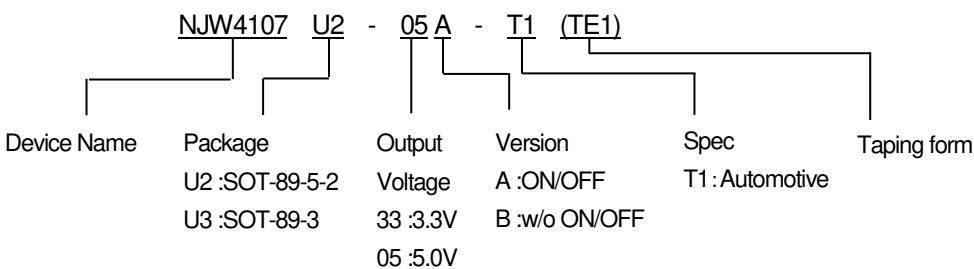 NJW4107 U2 - 05 A - T1 (TE1)
Device Name
Package
U2 :SOT-89-5-2
U3 :SOT-89-3
Output
Voltage
33 :3.3V
05 :5.0V
Version
A :ON/OFF
B :w/o ON/OFF
Spec
T1 : Automotive
Taping form